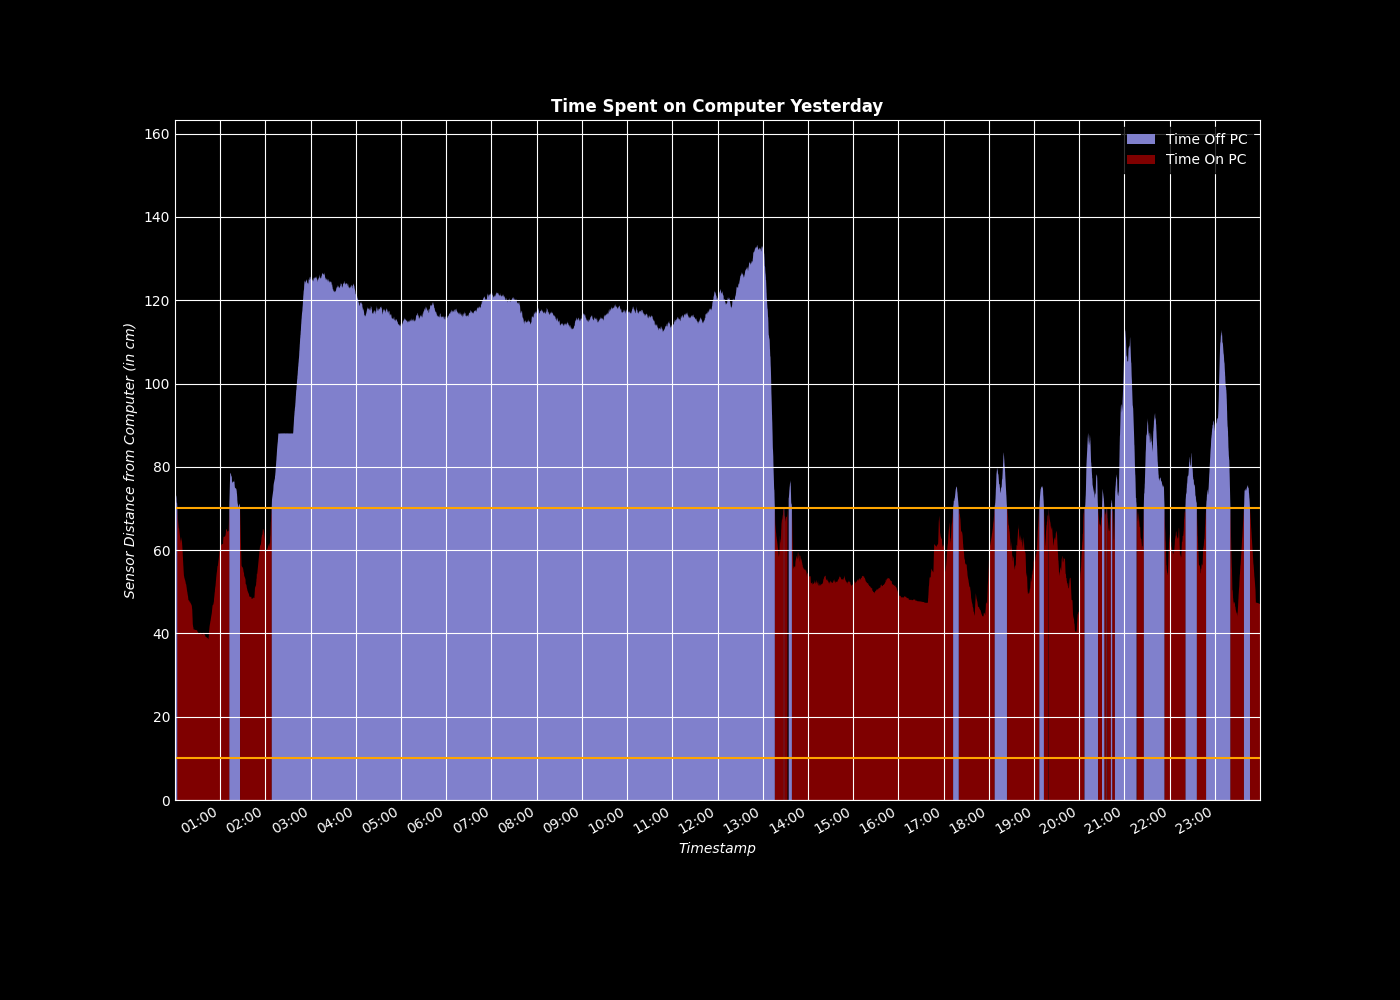 Time Spent on Computer Yesterday
Time Off PC
Time On PC
160
140
120
100
80
60
40
20
0
Sensor Distance from Computer (in cm)
01:00 02:00 03:00 04:00 05:00 06:00 07:00 08:00 09:00 10:00 11:00 12:00 13:00 14:00 15:00 16:00 17:00 18:00 19:00 20:00 21:00 22:00 23:00
Timestamp